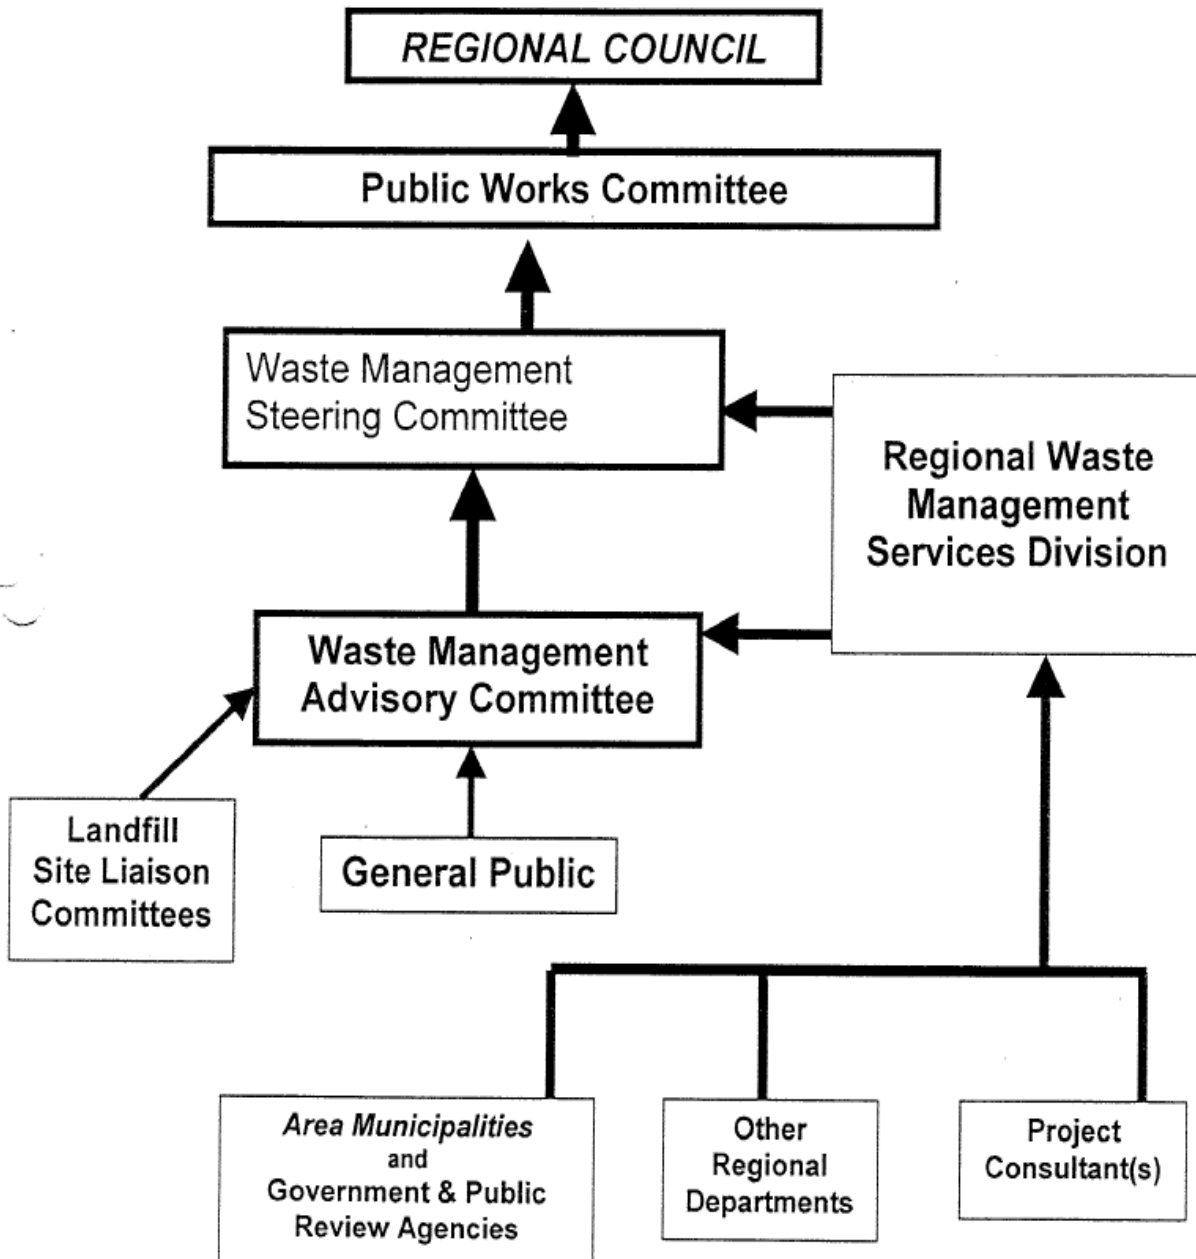 REGIONAL COUNCIL
Public Works Committee
Waste Management
Steering Committee
Regional Waste
Management
Services Division
Waste Management
Advisory Committee
Landfill
Site Liaison
Committees
General Public
Area Municipalities
and
Government & Public
Review Agencies
Other
Regional
Departments
Project
Consultant(s)